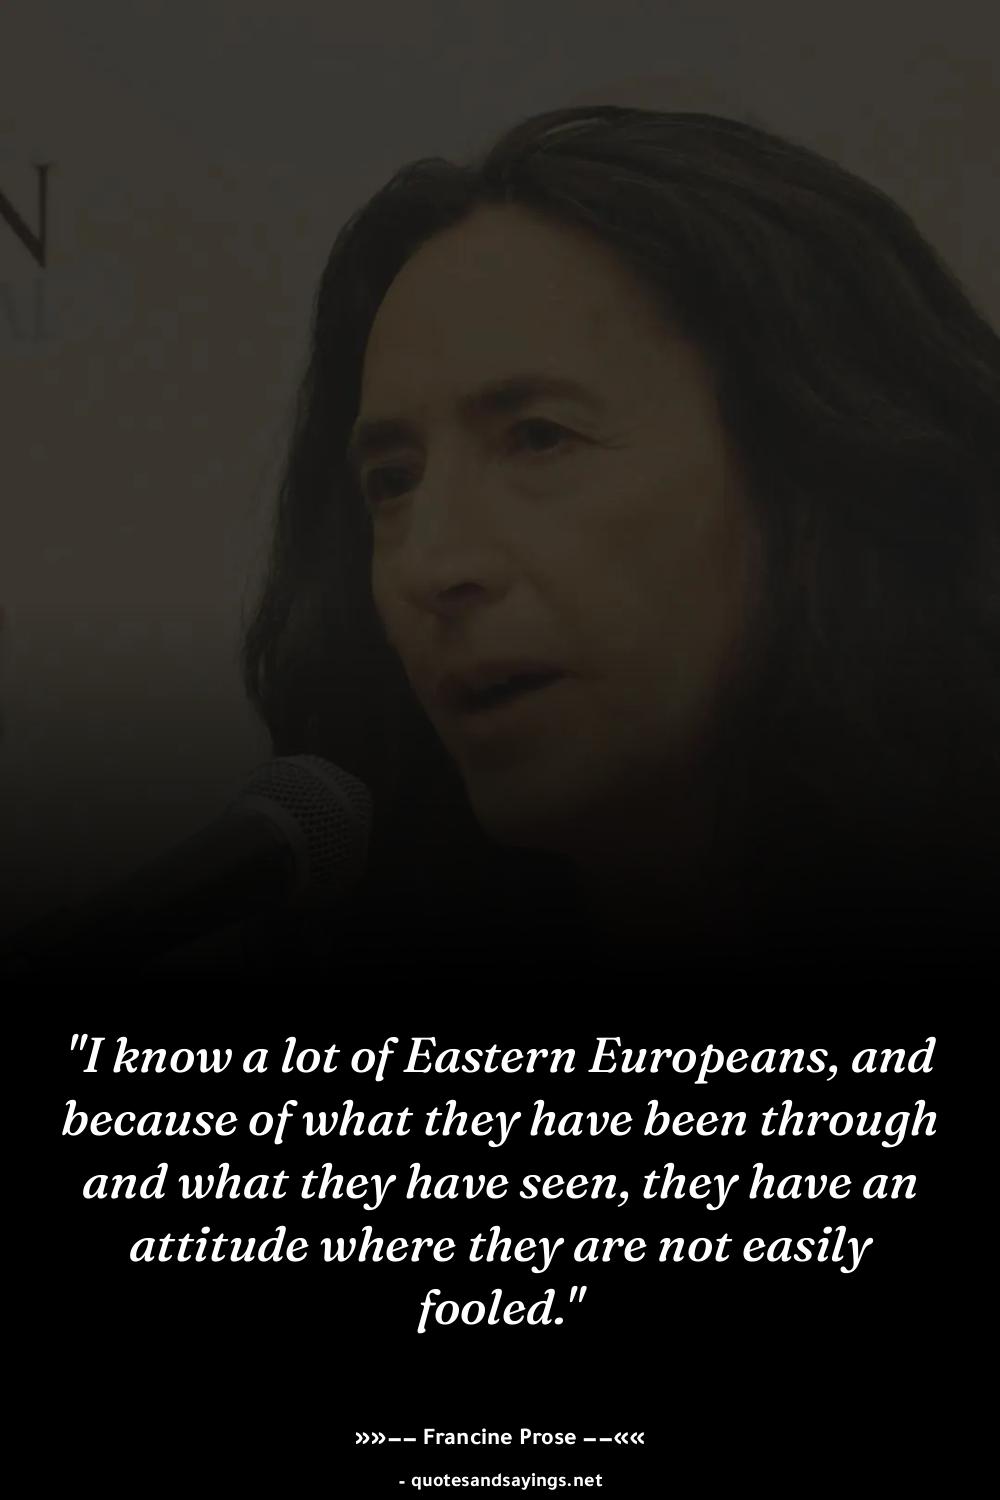 N
"I know a lot of Eastern Europeans, and
because of what they have been through
and what they have seen, they have an
attitude where they are not easily
fooled."
»»–– Francine Prose ––««
- quotesandsayings.net